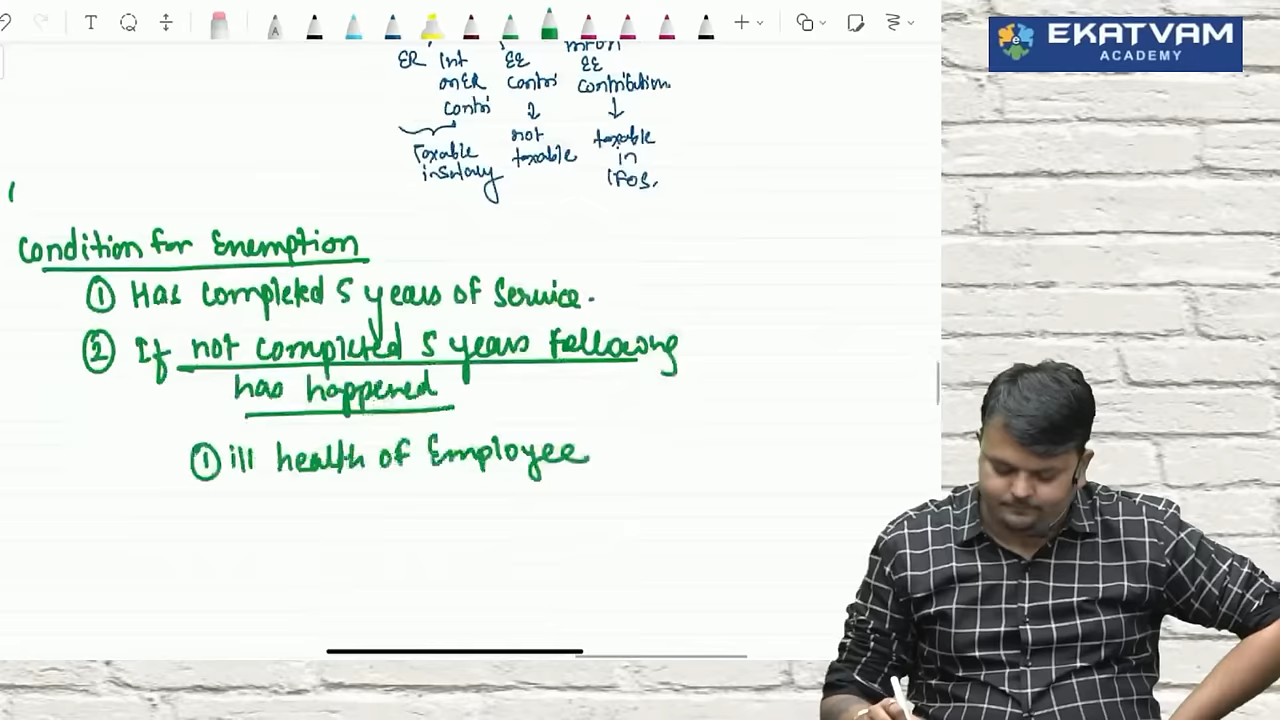 EKATVAM
ACADEMY
ER Int EE int on
on ER Contri EE
Contri contribution.
not taxable
Taxable taxable in
in Salary IFOS.
Condition for Exemption
① Has completed 5 years of Service.
② If not completed 5 years following
has happened
① ill health of Employee